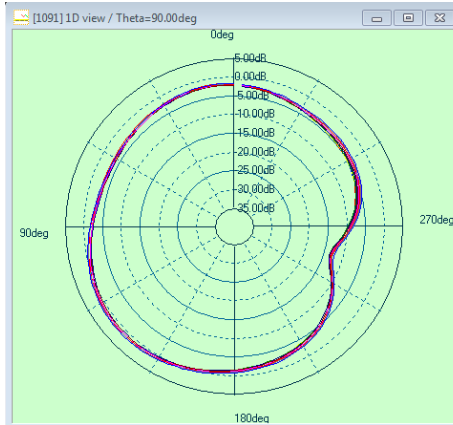 [1091] 1D view / Theta=90.00deg
0deg
5.00dB
0.00dB
5.00dB
10.00dB
15.00dB
20.00dB
25.00dB
30.00dB
35.00dB
90deg
270deg
180deg